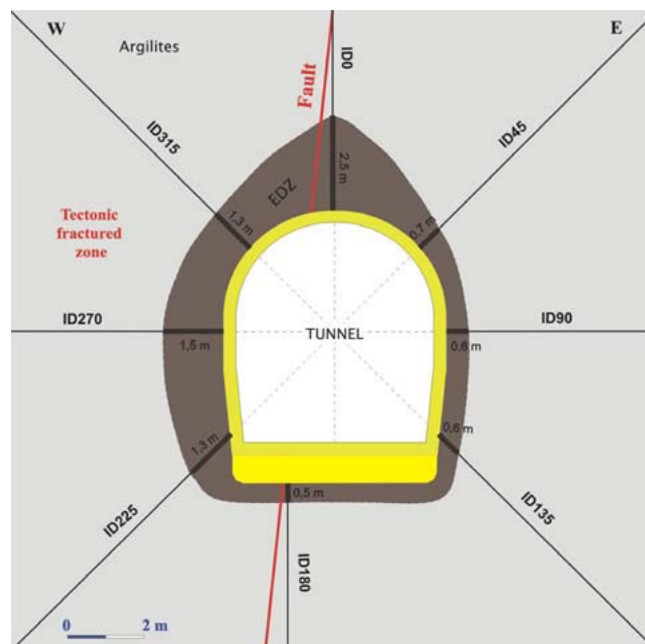 W
E
Argilites
ID0
Fault
ID315
ID45
2,5 m
EDZ
1,3 m
0,7 m
Tectonic
fractured
zone
ID270
ID90
TUNNEL
1,5 m
0,6 m
0,6 m
1,3 m
0,5 m
ID225
ID135
ID180
0 2 m